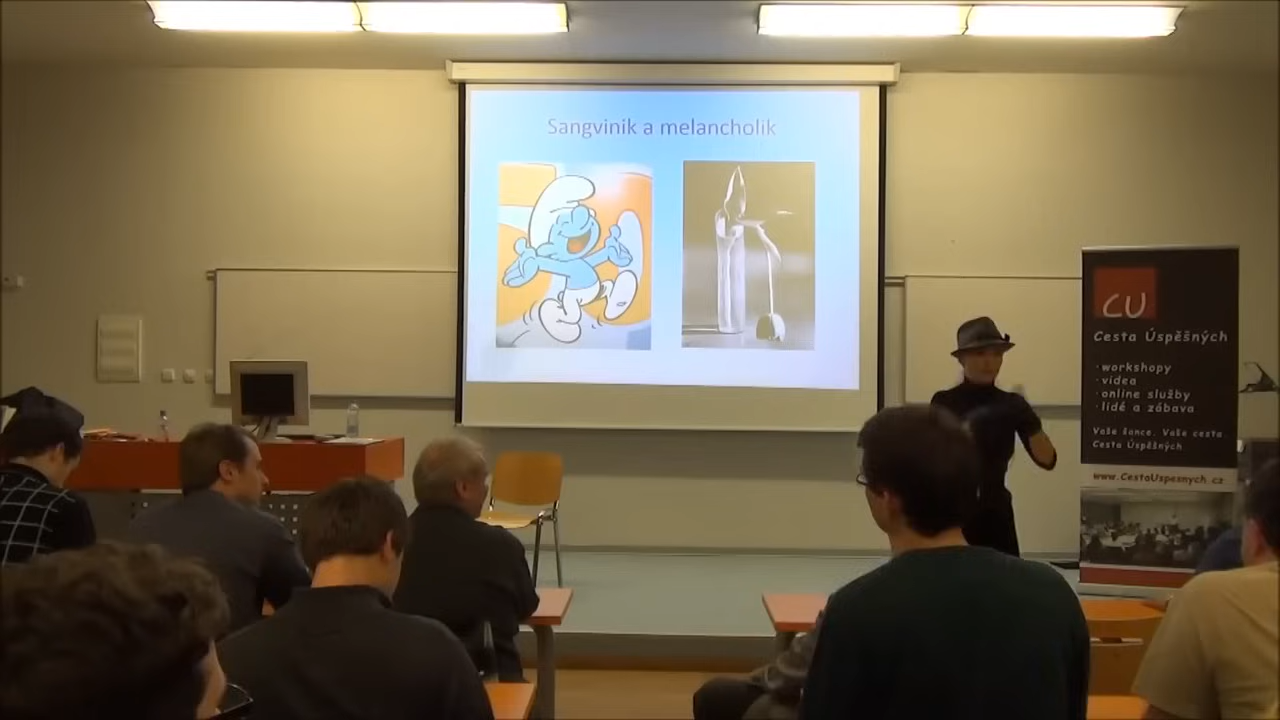 Sangvinik a melancholik
CU
Cesta Úspěšných
· workshopy
· videa
· online služby
· lidé a zábava
Vaše šance. Vaše cesta
Cesta Úspěšných
www.CestaUspesnych.cz